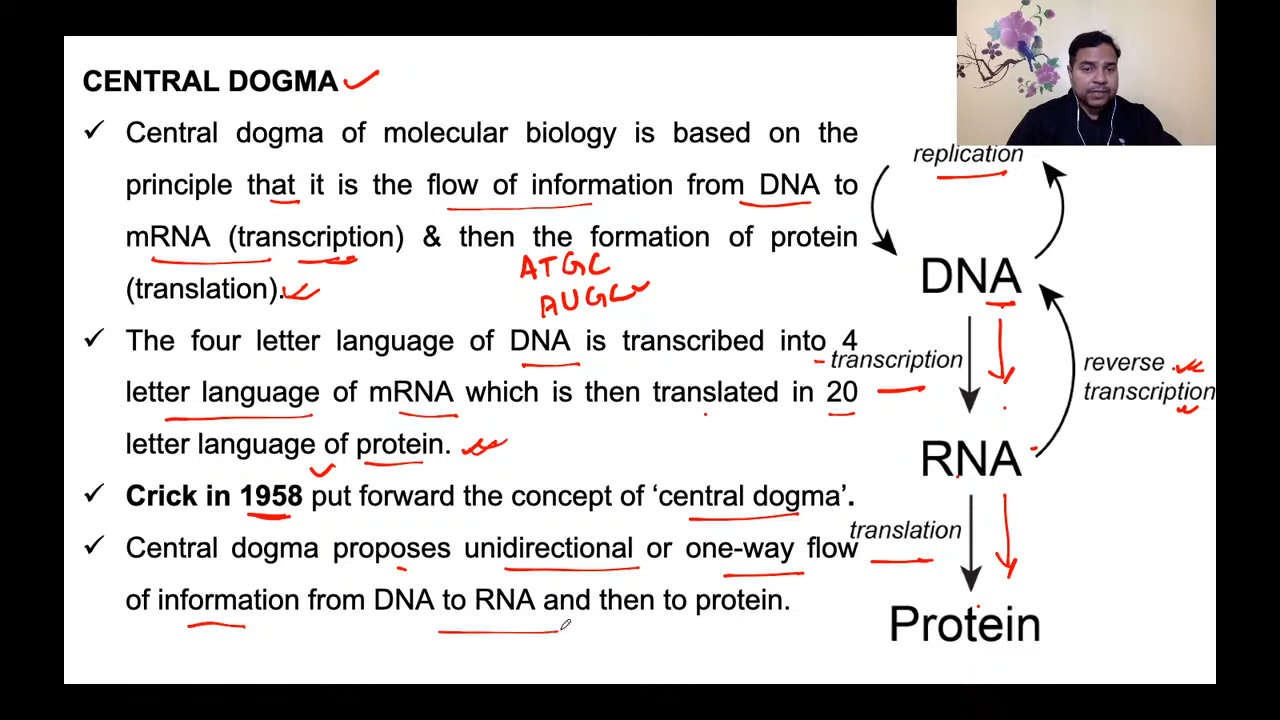 CENTRAL DOGMA
✓ Central dogma of molecular biology is based on the
principle that it is the flow of information from DNA to
mRNA (transcription) & then the formation of protein
ATGC
(translation).
AUGC
✓ The four letter language of DNA is transcribed into 4
letter language of mRNA which is then translated in 20
letter language of protein.
✓ Crick in 1958 put forward the concept of ‘central dogma’.
✓ Central dogma proposes unidirectional or one-way flow
of information from DNA to RNA and then to protein.
replication
DNA
transcription
reverse
transcription
RNA
translation
Protein